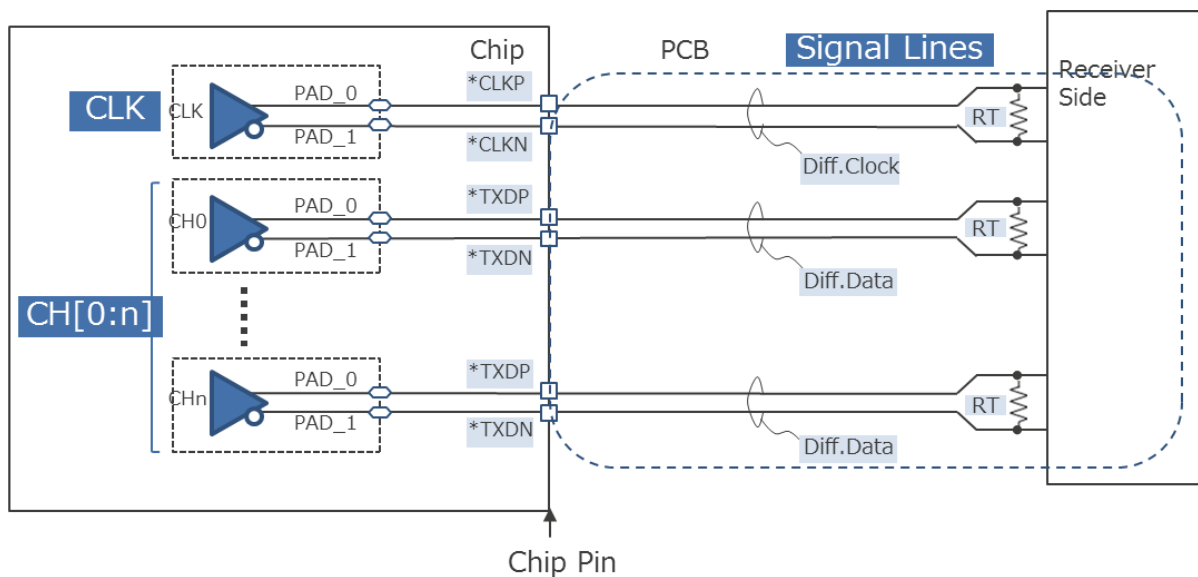 Chip
PCB
Signal Lines
Receiver
Side
CLK
CLK
PAD_0
PAD_1
*CLKP
*CLKN
Diff.Clock
RT
CH[0:n]
CH0
PAD_0
PAD_1
*TXDP
*TXDN
Diff.Data
RT
CHn
PAD_0
PAD_1
*TXDP
*TXDN
Diff.Data
RT
Chip Pin